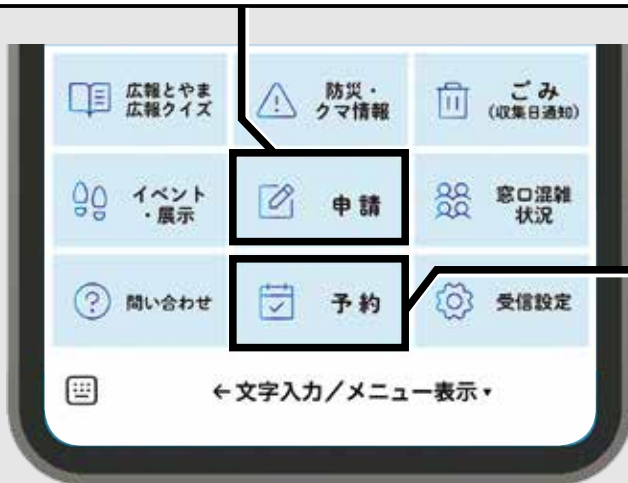 広報とやま
広報クイズ
防災・
クマ情報
ごみ
(収集日通知)
イベント
・展示
申請
窓口混雑
状況
?
問い合わせ
予約
受信設定
←文字入力/メニュー表示▾